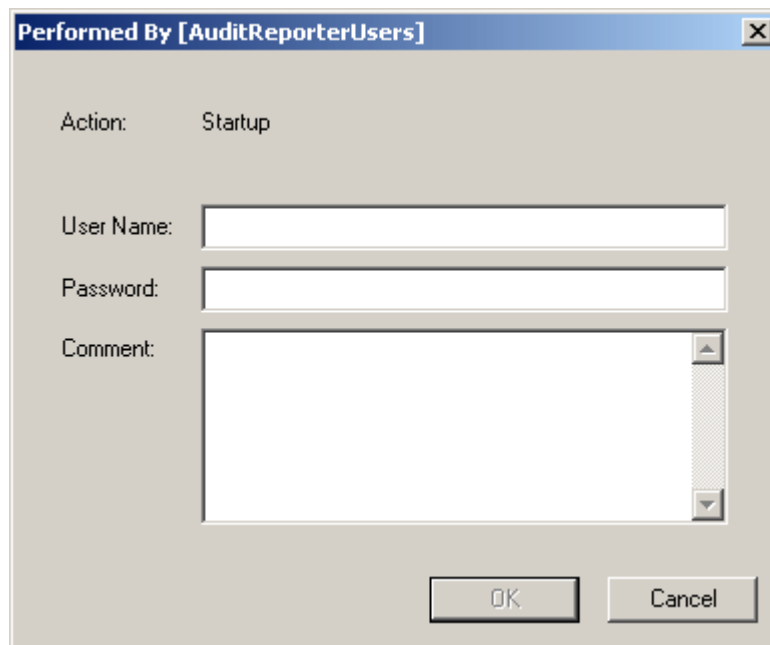 Performed By [AuditReporterUsers]
Action: Startup
User Name:
Password:
Comment:
OK Cancel